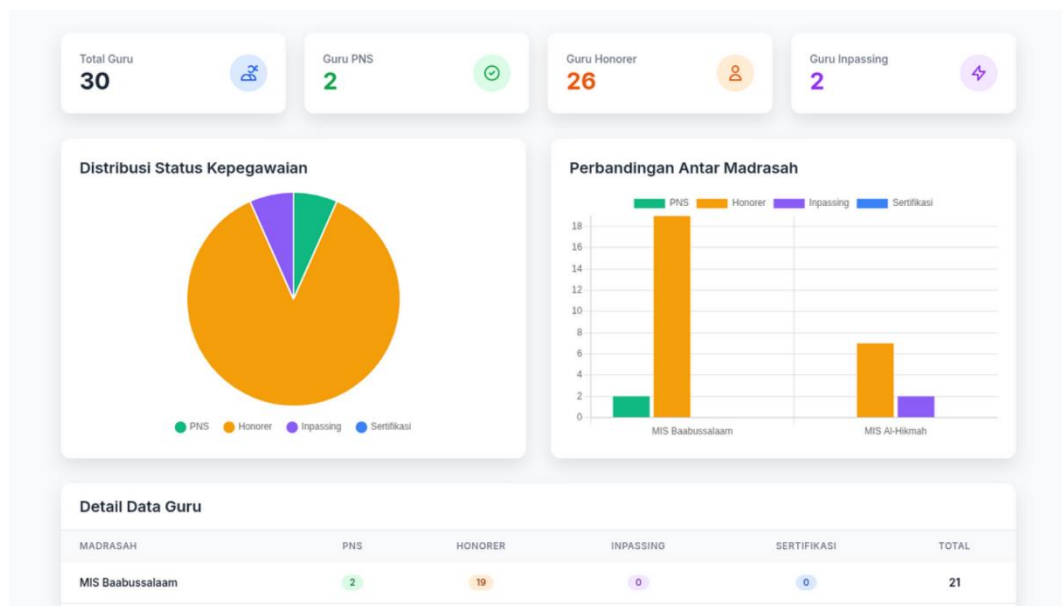 Total Guru
30
Guru PNS
2
Guru Honorer
26
Guru Inpassing
2
Distribusi Status Kepegawaian
PNS Honorer Inpassing Sertifikasi
Perbandingan Antar Madrasah
PNS Honorer Inpassing Sertifikasi
18
16
14
12
10
8
6
4
2
0
MIS Baabussalaam MIS Al-Hikmah
Detail Data Guru
MADRASAH PNS HONORER INPASSING SERTIFIKASI TOTAL
MIS Baabussalaam 2 19 0 0 21